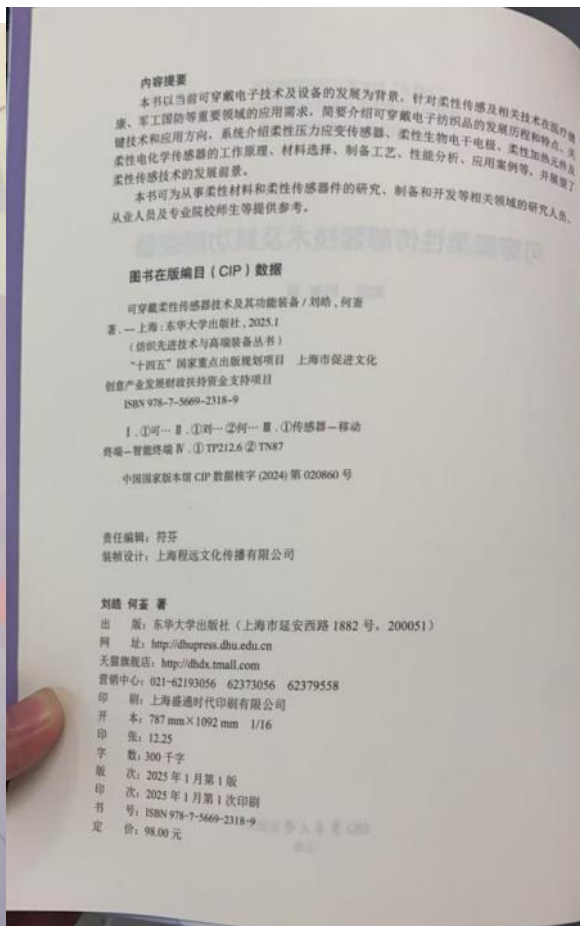 内容提要
本书以当前可穿戴电子技术及设备的发展为背景，针对柔性传感及相关技术在医疗健
康、军工国防等重要领域的应用需求，简要介绍可穿戴电子纺织品的发展历程和特点、关
键技术和应用方向，系统介绍柔性压力应变传感器、柔性生物电干电极、柔性加热元件及
柔性电化学传感器的工作原理、材料选择、制备工艺、性能分析、应用案例等，并展望了
柔性传感技术的发展前景。
本书可为从事柔性材料和柔性传感器件的研究、制备和开发等相关领域的研究人员、
从业人员及专业院校师生等提供参考。
图书在版编目（CIP）数据
可穿戴柔性传感器技术及其功能装备 / 刘皓, 何崟
著. — 上海 : 东华大学出版社, 2025.1
（纺织先进技术与高端装备丛书）
“十四五”国家重点出版规划项目 上海市促进文化
创意产业发展财政扶持资金支持项目
ISBN 978-7-5669-2318-9
Ⅰ. ①可… Ⅱ. ①刘… ②何… Ⅲ. ①传感器－移动
终端－智能终端 Ⅳ. ① TP212.6 ② TN87
中国国家版本馆 CIP 数据核字 (2024) 第 020860 号
责任编辑：符芬
装帧设计：上海程远文化传播有限公司
刘皓 何崟 著
出 版：东华大学出版社（上海市延安西路 1882 号，200051）
网 址：http://dhupress.dhu.edu.cn
天猫旗舰店：http://dhdx.tmall.com
营销中心：021-62193056 62373056 62379558
印 刷：上海盛通时代印刷有限公司
开 本：787 mm×1092 mm 1/16
印 张：12.25
字 数：300 千字
版 次：2025 年 1 月第 1 版
印 次：2025 年 1 月第 1 次印刷
书 号：ISBN 978-7-5669-2318-9
定 价：98.00 元